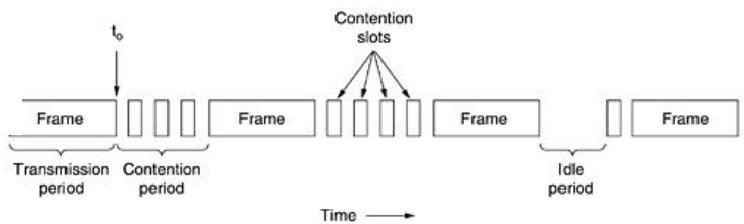 t₀
Contention
slots
Frame
Frame
Frame
Frame
Transmission
period
Contention
period
Idle
period
Time